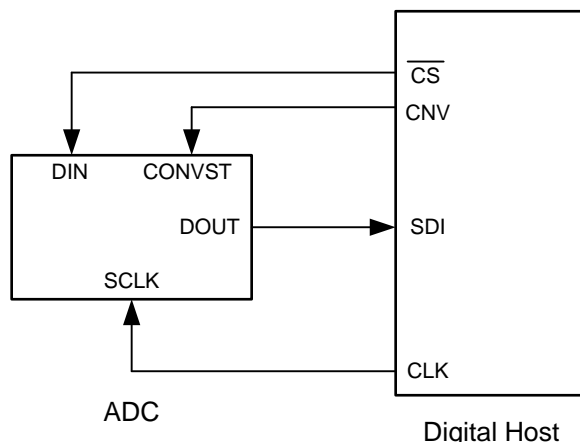 CS
CNV
DIN CONVST
DOUT
SDI
SCLK
CLK
ADC
Digital Host